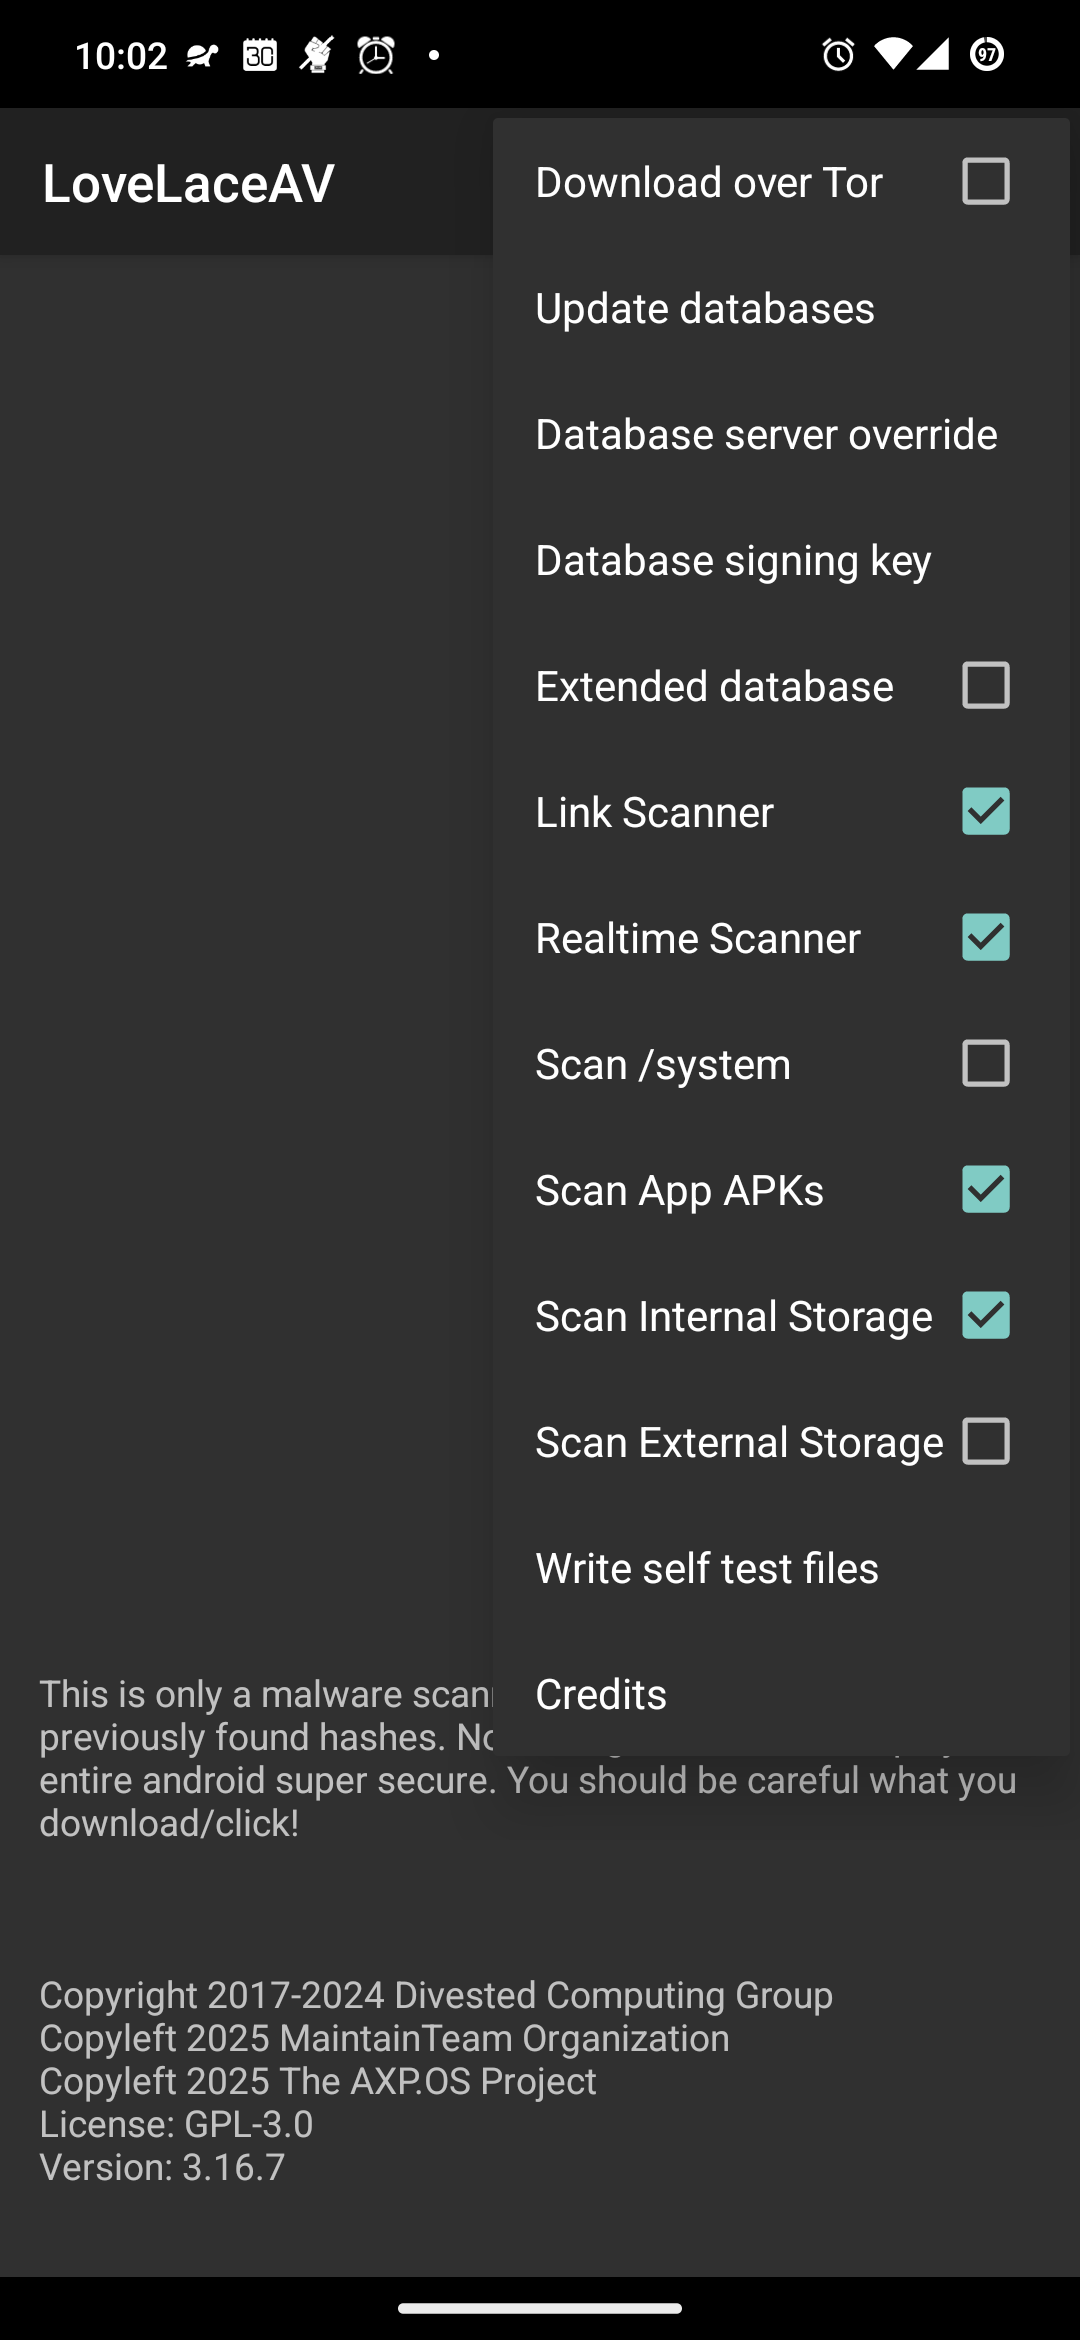 10:02
30
97
LoveLaceAV
Download over Tor
Update databases
Database server override
Database signing key
Extended database
Link Scanner
Realtime Scanner
Scan /system
Scan App APKs
Scan Internal Storage
Scan External Storage
Write self test files
Credits
This is only a malware
previously found hashes.
entire android super secure. You should be careful what you
download/click!
Copyright 2017-2024 Divested Computing Group
Copyleft 2025 MaintainTeam Organization
Copyleft 2025 The AXP.OS Project
License: GPL-3.0
Version: 3.16.7